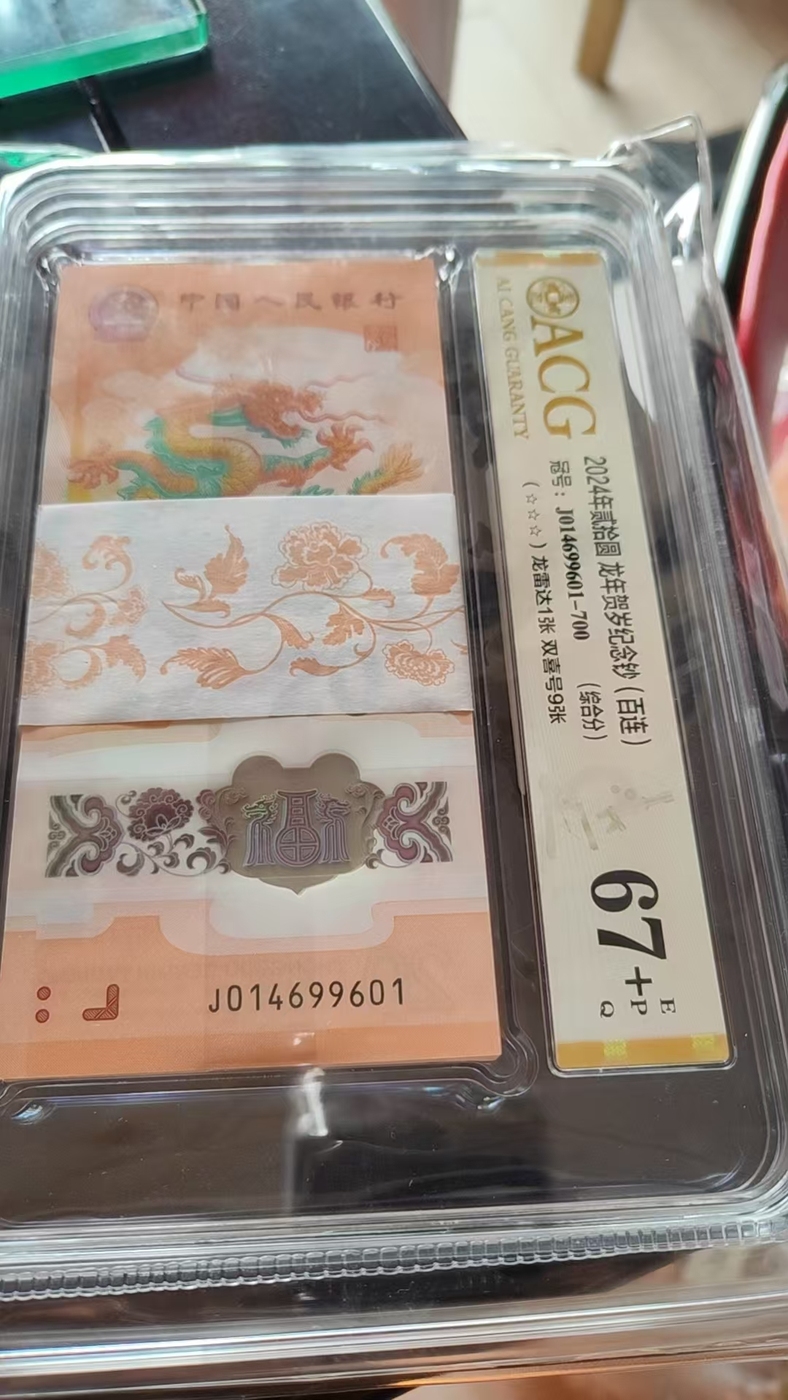 中国人民银行
福
J014699601
ACG
AI CANG GUARANTY
2024年贰拾圆 龙年贺岁纪念钞（百连）
冠号：J014699601-700 （综合分）
（☆☆☆）龙雷达1张 双喜号9张
67+
E
P
Q